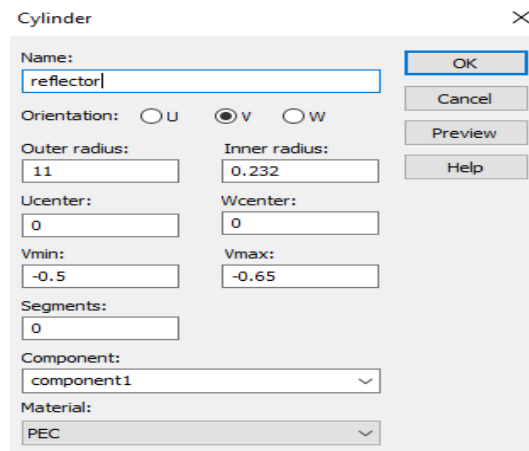 Cylinder
Name:
reflector
OK
Cancel
Orientation: U V W
Preview
Outer radius: Inner radius:
11 0.232
Help
Ucenter: Wcenter:
0 0
Vmin: Vmax:
-0.5 -0.65
Segments:
0
Component:
component1
Material:
PEC